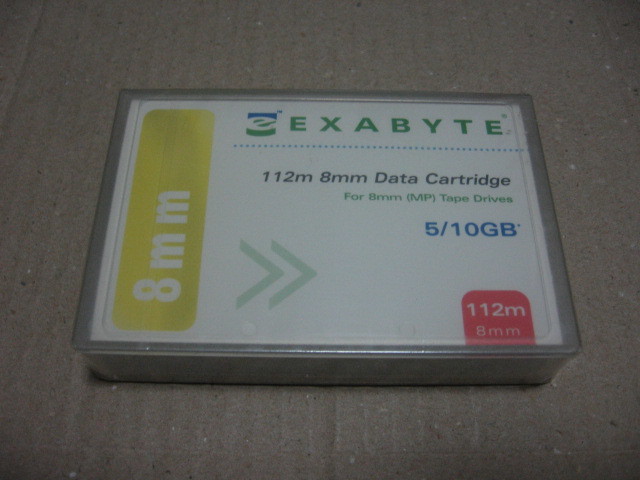 EXABYTE
112m 8mm Data Cartridge
For 8mm (MP) Tape Drives
5/10GB*
8mm
112m
8mm